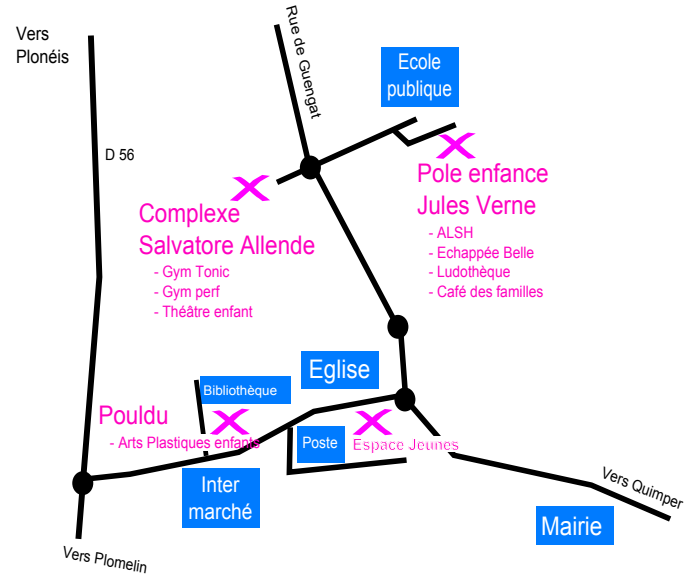 Vers
Plonéis
Rue de Guengat
Ecole
publique
D 56
Pole enfance
Jules Verne
- ALSH
- Echappée Belle
- Ludothèque
- Café des familles
Complexe
Salvatore Allende
- Gym Tonic
- Gym perf
- Théâtre enfant
Eglise
Bibliothèque
Pouldu
- Arts Plastiques enfants
Poste
Espace Jeunes
Inter
marché
Vers Quimper
Mairie
Vers Plomelin